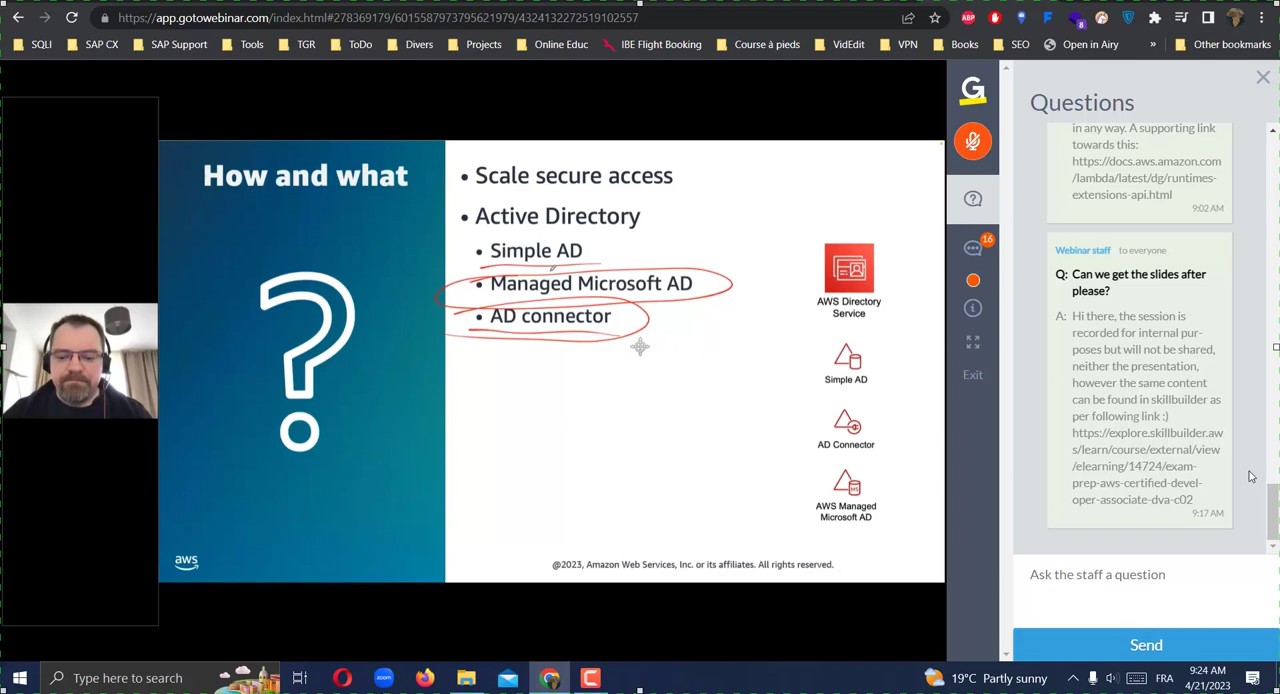 https://app.gotowebinar.com/index.html#278369179/6015587973795621979/4324132272519102557
ABP
8
SQLI
SAP CX
SAP Support
Tools
TGR
ToDo
Divers
Projects
Online Educ
IBE Flight Booking
Course à pieds
VidEdit
VPN
Books
SEO
Open in Airy
»
Other bookmarks
How and what
?
aws
• Scale secure access
• Active Directory
• Simple AD
• Managed Microsoft AD
• AD connector
AWS Directory
Service
Simple AD
AD Connector
MS
AWS Managed
Microsoft AD
@2023, Amazon Web Services, Inc. or its affiliates. All rights reserved.
G
16
Exit
Questions
in any way. A supporting link
towards this:
https://docs.aws.amazon.com
/lambda/latest/dg/runtimes-
extensions-api.html
9:02 AM
Webinar staff to everyone
Q: Can we get the slides after
please?
A: Hi there, the session is
recorded for internal pur-
poses but will not be shared,
neither the presentation,
however the same content
can be found in skillbuilder as
per following link :)
https://explore.skillbuilder.aw
s/learn/course/external/view
/elearning/14724/exam-
prep-aws-certified-devel-
oper-associate-dva-c02
9:17 AM
Ask the staff a question
Send
Type here to search
zoom
19°C Partly sunny
FRA
9:24 AM
4/21/2023